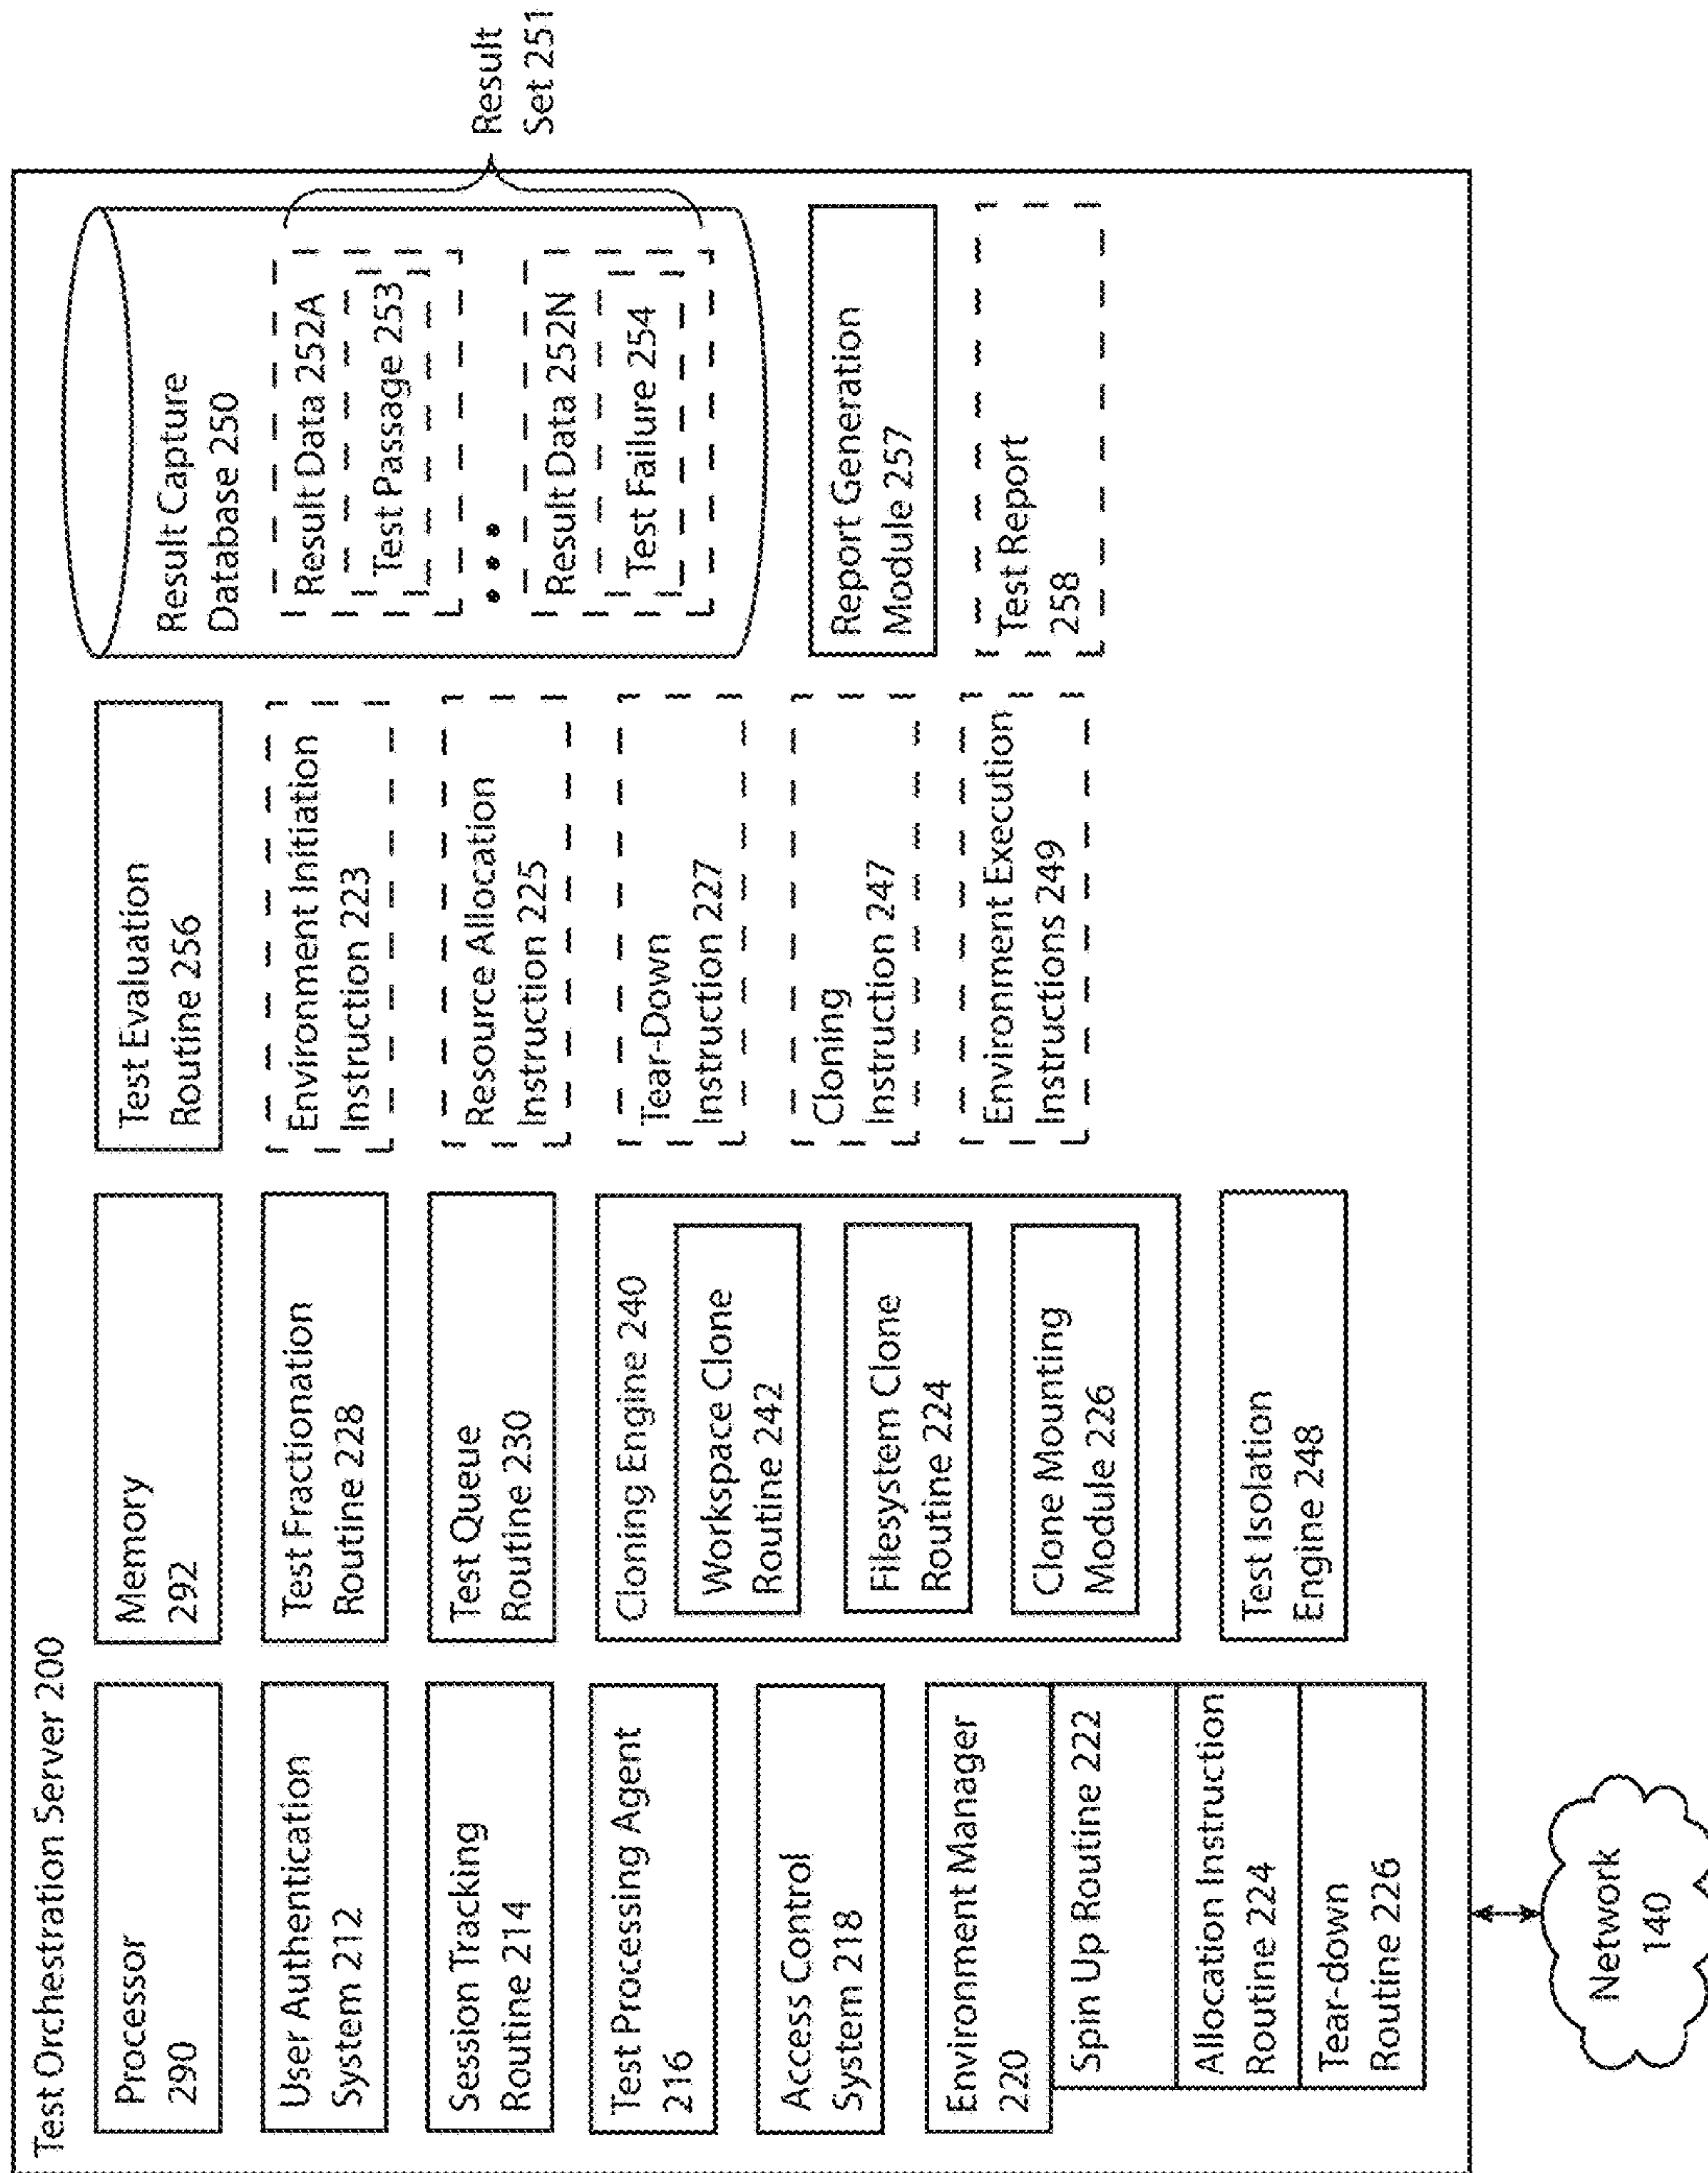 Test Orchestration Server 200
Processor
290
User Authentication
System 212
Session Tracking
Routine 214
Test Processing Agent
216
Access Control
System 218
Environment Manager
220
Spin Up Routine 222
Allocation Instruction
Routine 224
Tear-down
Routine 226
Memory
292
Test Fractionation
Routine 228
Test Queue
Routine 230
Cloning Engine 240
Workspace Clone
Routine 242
Filesystem Clone
Routine 224
Clone Mounting
Module 226
Test Isolation
Engine 248
Test Evaluation
Routine 256
Environment Initiation
Instruction 223
Resource Allocation
Instruction 225
Tear-Down
Instruction 227
Cloning
Instruction 247
Environment Execution
Instructions 249
Result Capture
Database 250
Result Data 252A
Test Passage 253
Result Data 252N
Test Failure 254
Result
Set 251
Report Generation
Module 257
Test Report
258
Network
140